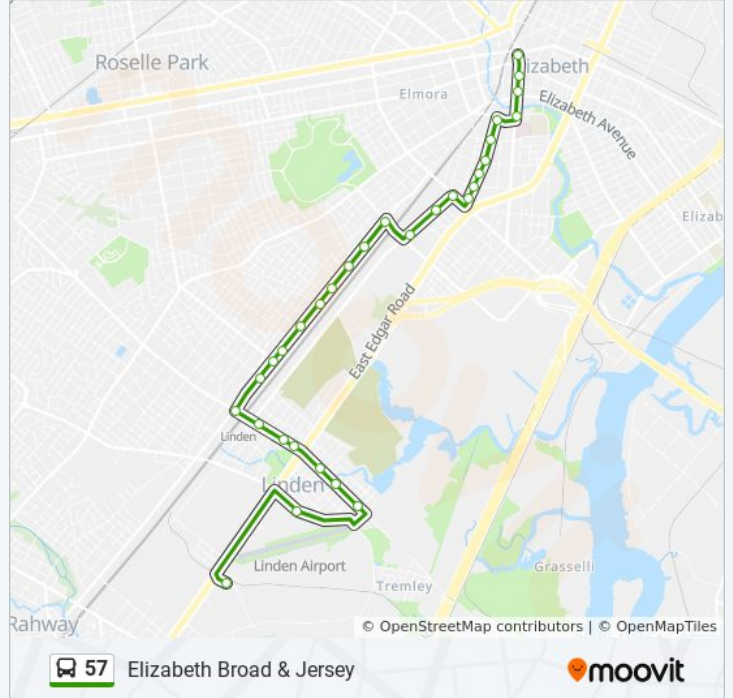 Roselle Park
lizabeth
Elmora
Elizabeth Avenue
Elizab
East Edgar Road
Linden
Linden
Linden Airport
Grasselli
Tremley
Rahway
© OpenStreetMap contributors | © OpenMapTiles
57 Elizabeth Broad & Jersey
moovit